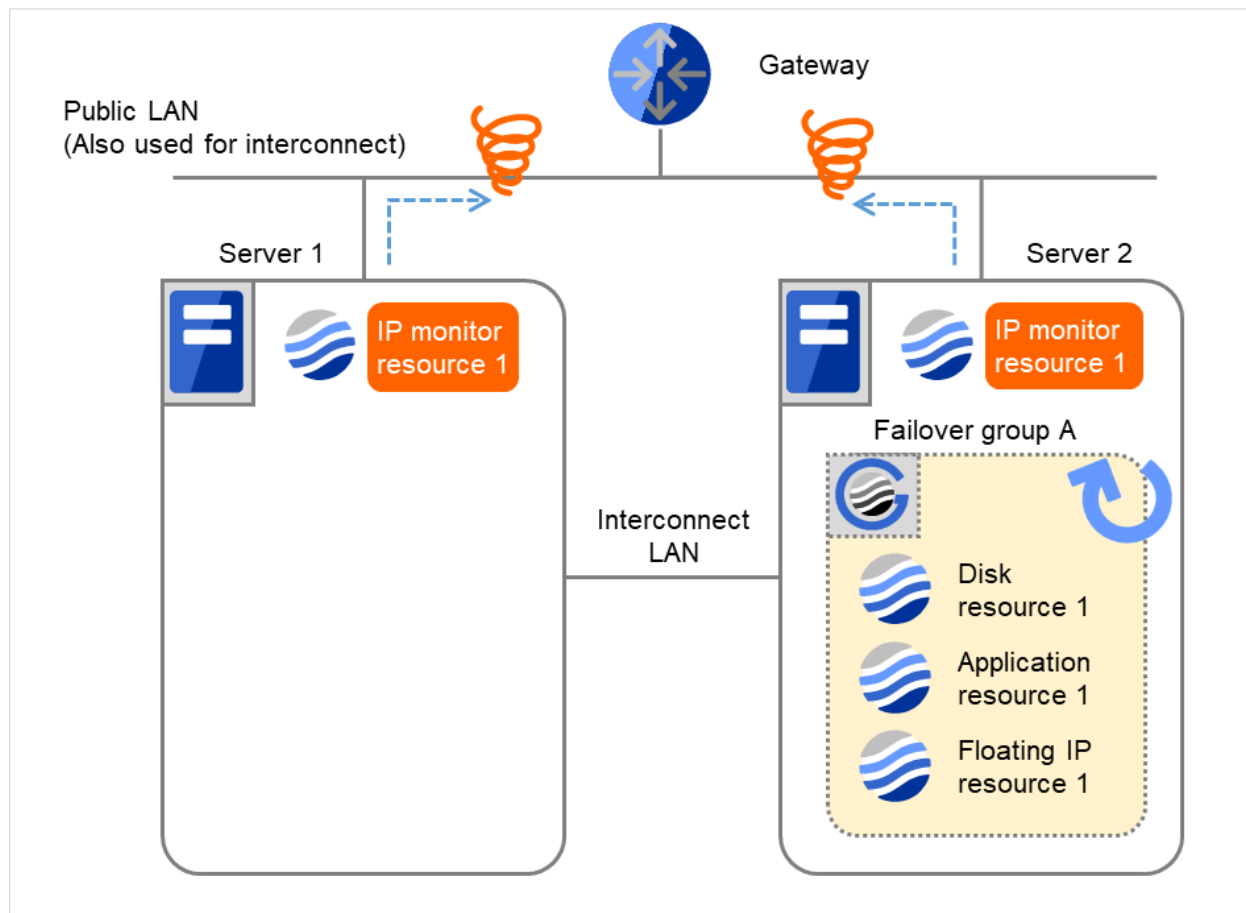 Gateway
Public LAN
(Also used for interconnect)
Server 1
Server 2
IP monitor
resource 1
IP monitor
resource 1
Failover group A
Interconnect
LAN
Disk
resource 1
Application
resource 1
Floating IP
resource 1